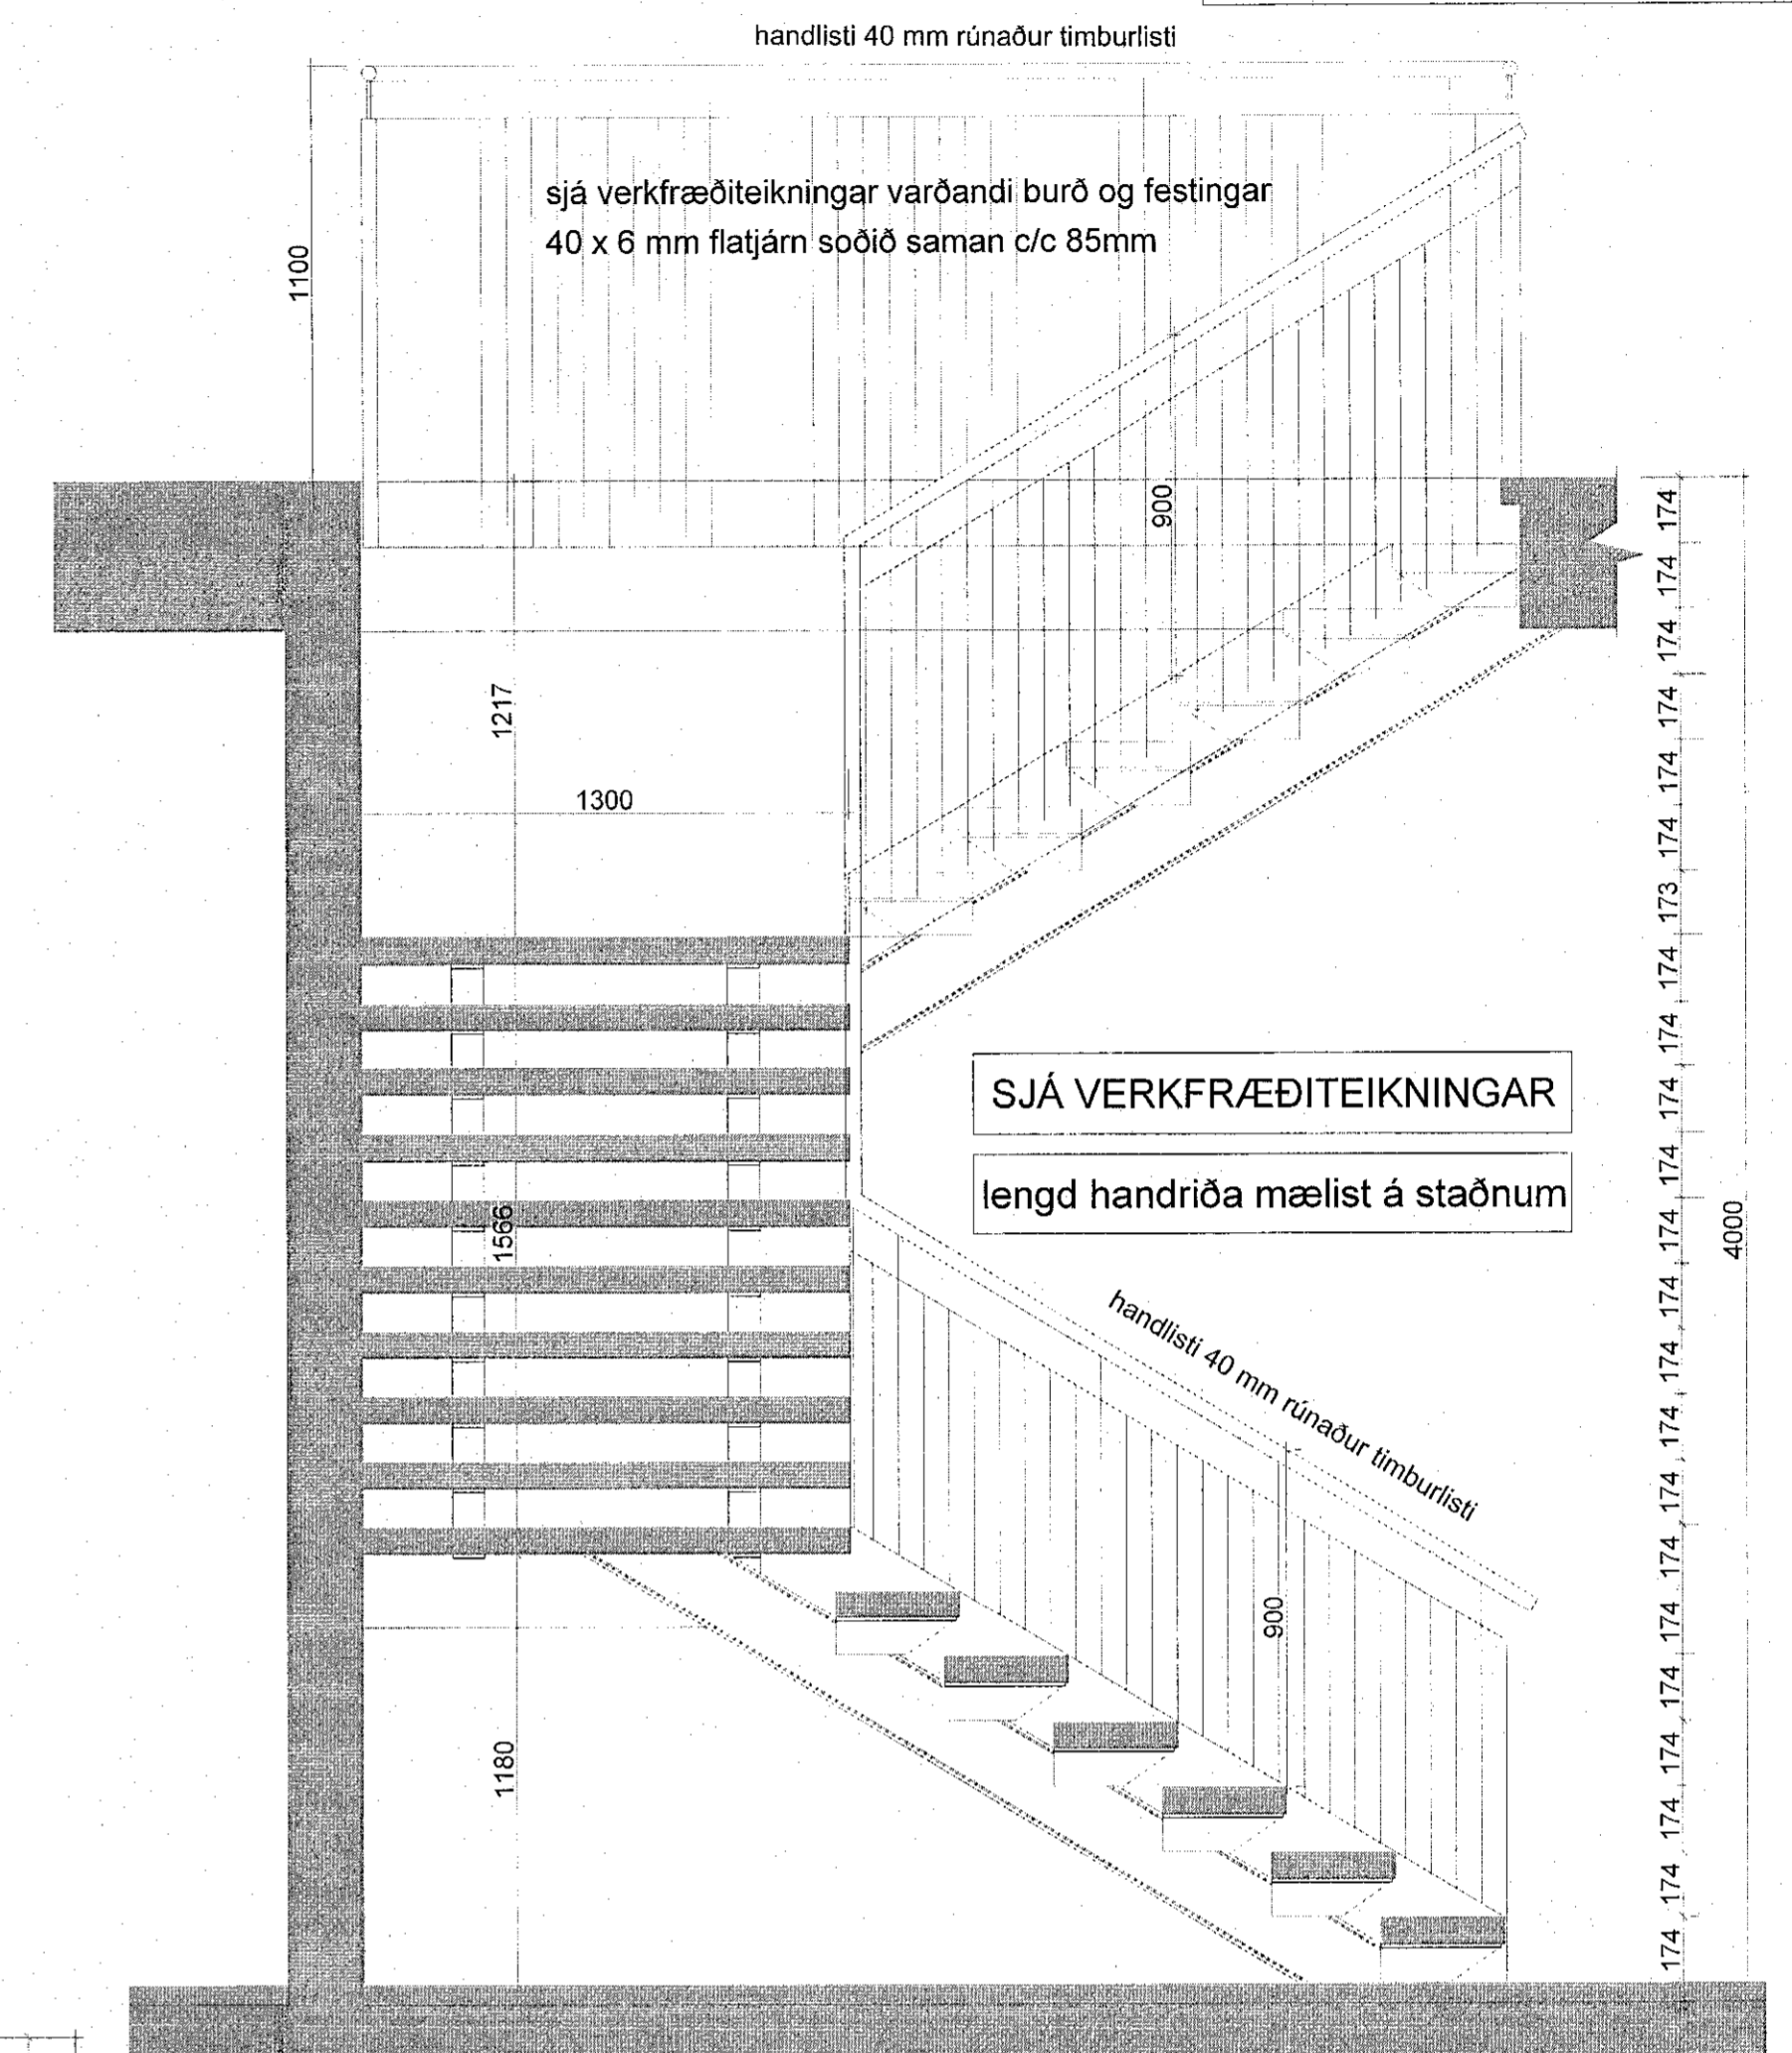 handlisti 40 mm rúnaður timburlisti
sjá verkfræðiteikningar varðandi burð og festingar
40 x 6 mm flatjárn soðið saman c/c 85mm
1100
900
1217
1300
SJÁ VERKFRÆÐITEIKNINGAR
lengd handriða mælist á staðnum
1566
handlisti 40 mm rúnaður timburlisti
900
1180
174 174 174 174 174 174 174 174 174 174 174 174 174 174 174 174 173 174 174 174 174 174 174
4000